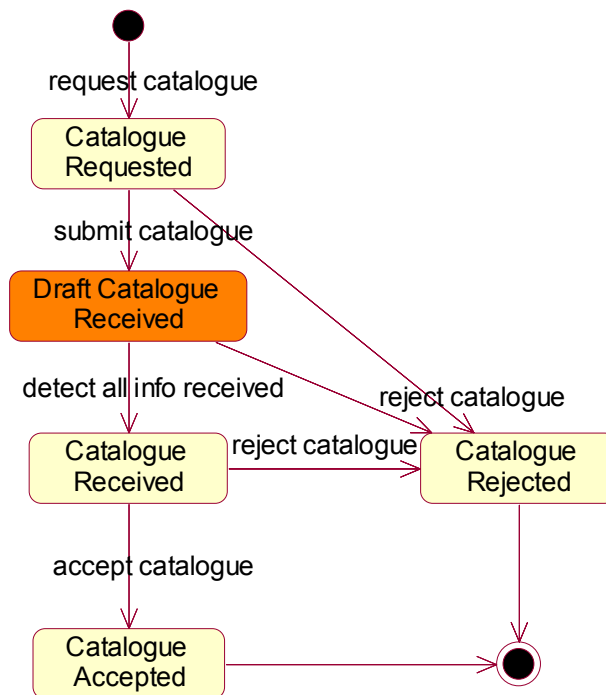 request catalogue
Catalogue
Requested
submit catalogue
Draft Catalogue
Received
detect all info received
reject catalogue
Catalogue
Received
reject catalogue
Catalogue
Rejected
accept catalogue
Catalogue
Accepted